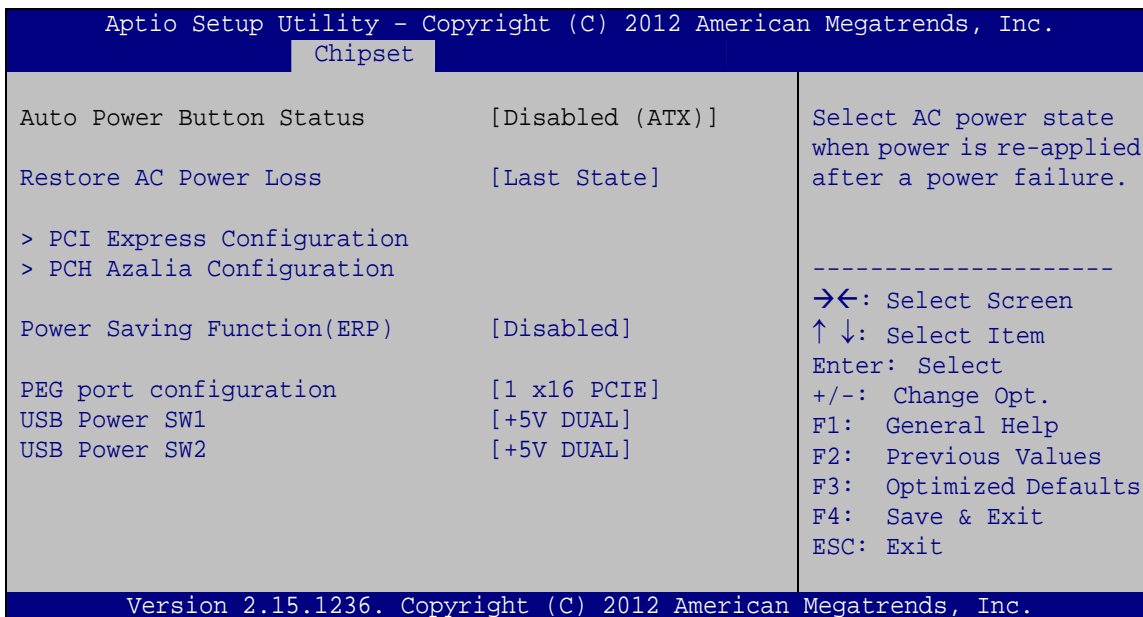 Aptio Setup Utility – Copyright (C) 2012 American Megatrends, Inc.
Chipset
Auto Power Button Status [Disabled (ATX)]
Restore AC Power Loss [Last State]
> PCI Express Configuration
> PCH Azalia Configuration
Power Saving Function(ERP) [Disabled]
PEG port configuration [1 x16 PCIE]
USB Power SW1 [+5V DUAL]
USB Power SW2 [+5V DUAL]
Select AC power state
when power is re-applied
after a power failure.
---------------------
→←: Select Screen
↑ ↓: Select Item
Enter: Select
+/-: Change Opt.
F1: General Help
F2: Previous Values
F3: Optimized Defaults
F4: Save & Exit
ESC: Exit
Version 2.15.1236. Copyright (C) 2012 American Megatrends, Inc.